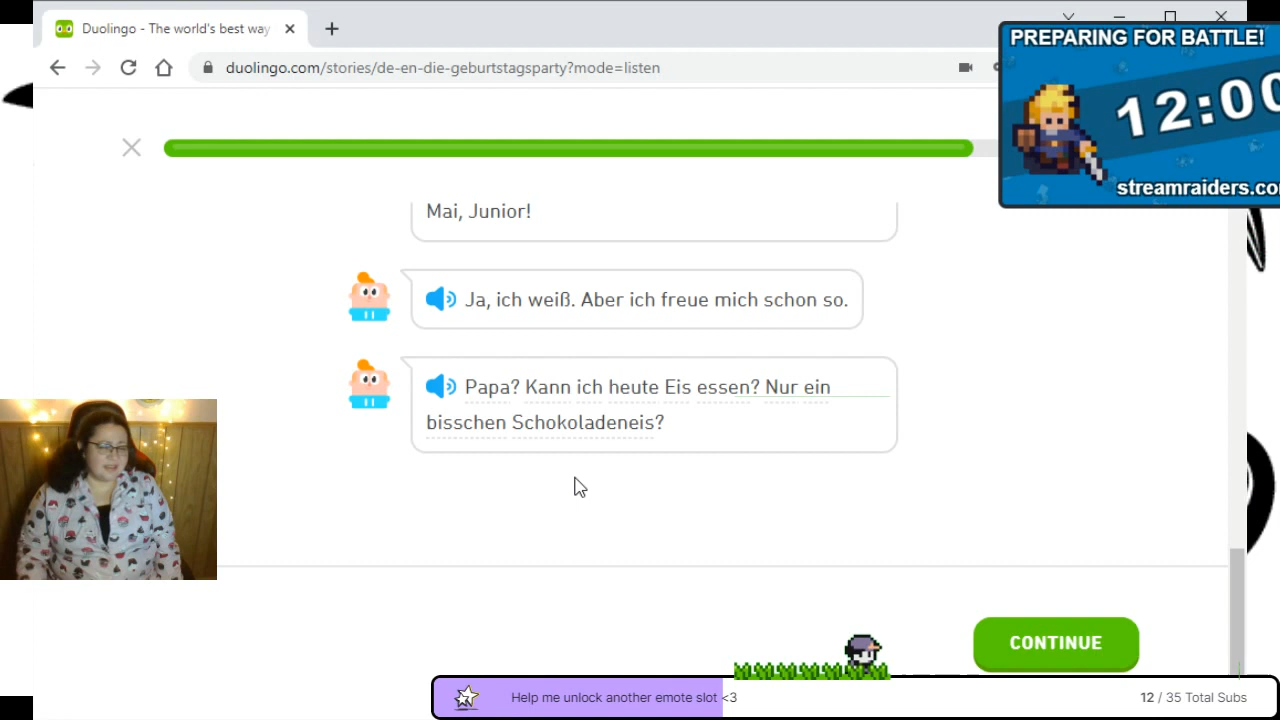 Duolingo - The world's best way
PREPARING FOR BATTLE!
duolingo.com/stories/de-en-die-geburtstagsparty?mode=listen
12:00
streamraiders.co
Mai, Junior!
Ja, ich weiß. Aber ich freue mich schon so.
Papa? Kann ich heute Eis essen? Nur ein
bisschen Schokoladeneis?
CONTINUE
Help me unlock another emote slot <3
12 / 35 Total Subs